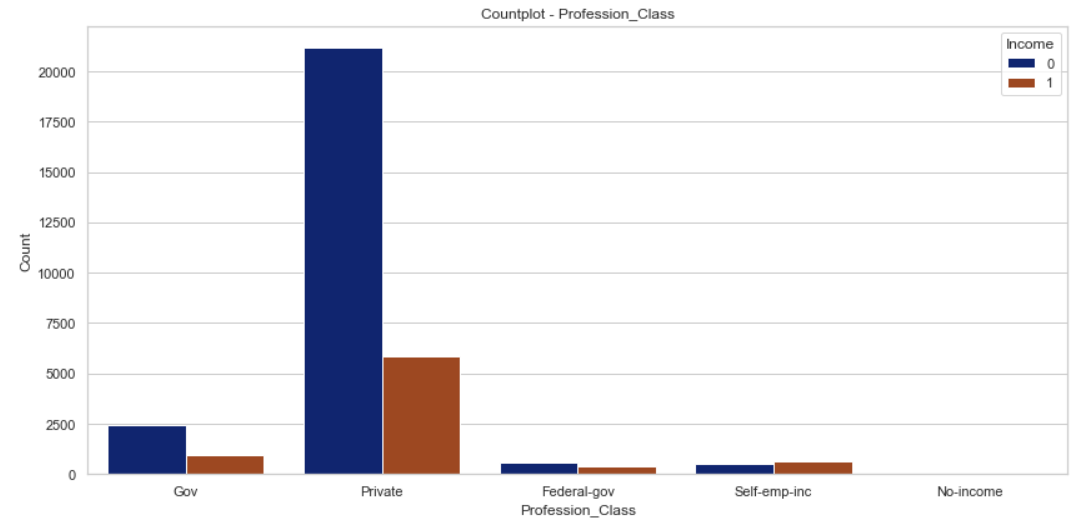 Countplot - Profession_Class
Income
0
1
20000
17500
15000
12500
10000
7500
5000
2500
0
Count
Gov Private Federal-gov Self-emp-inc No-income
Profession_Class